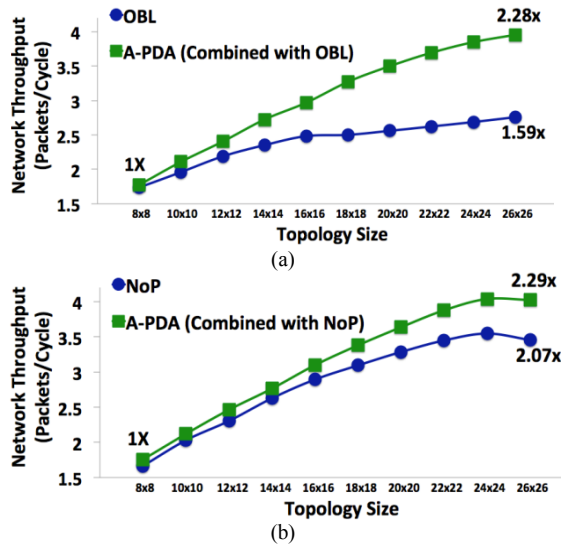 (a)
OBL
A-PDA (Combined with OBL)
2.28x
1.59x
1X
Network Throughput
(Packets/Cycle)
4
3.5
3
2.5
2
1.5
8x8 10x10 12x12 14x14 16x16 18x18 20x20 22x22 24x24 26x26
Topology Size
(a)
NoP
A-PDA (Combined with NoP)
2.29x
2.07x
1X
Network Throughput
(Packets/Cycle)
4
3.5
3
2.5
2
1.5
8x8 10x10 12x12 14x14 16x16 18x18 20x20 22x22 24x24 26x26
Topology Size
(b)